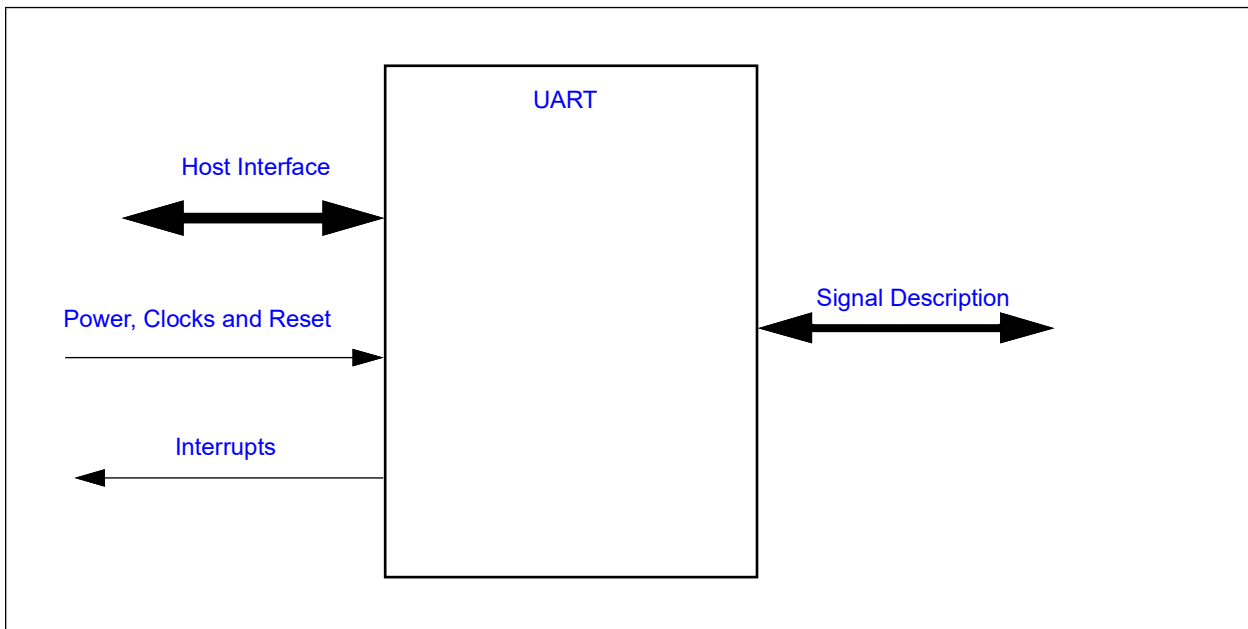 UART
Host Interface
Signal Description
Power, Clocks and Reset
Interrupts